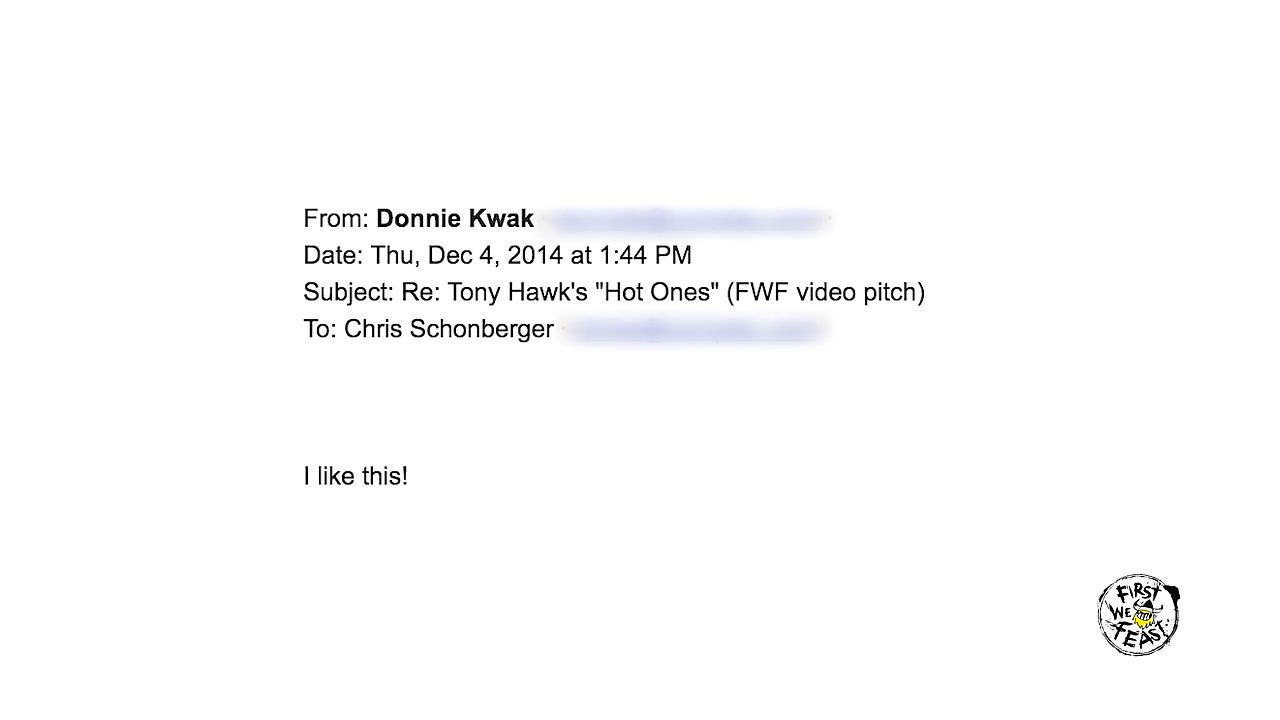 From: Donnie Kwak
Date: Thu, Dec 4, 2014 at 1:44 PM
Subject: Re: Tony Hawk's "Hot Ones" (FWF video pitch)
To: Chris Schonberger
I like this!
FIRST
WE
FEAST